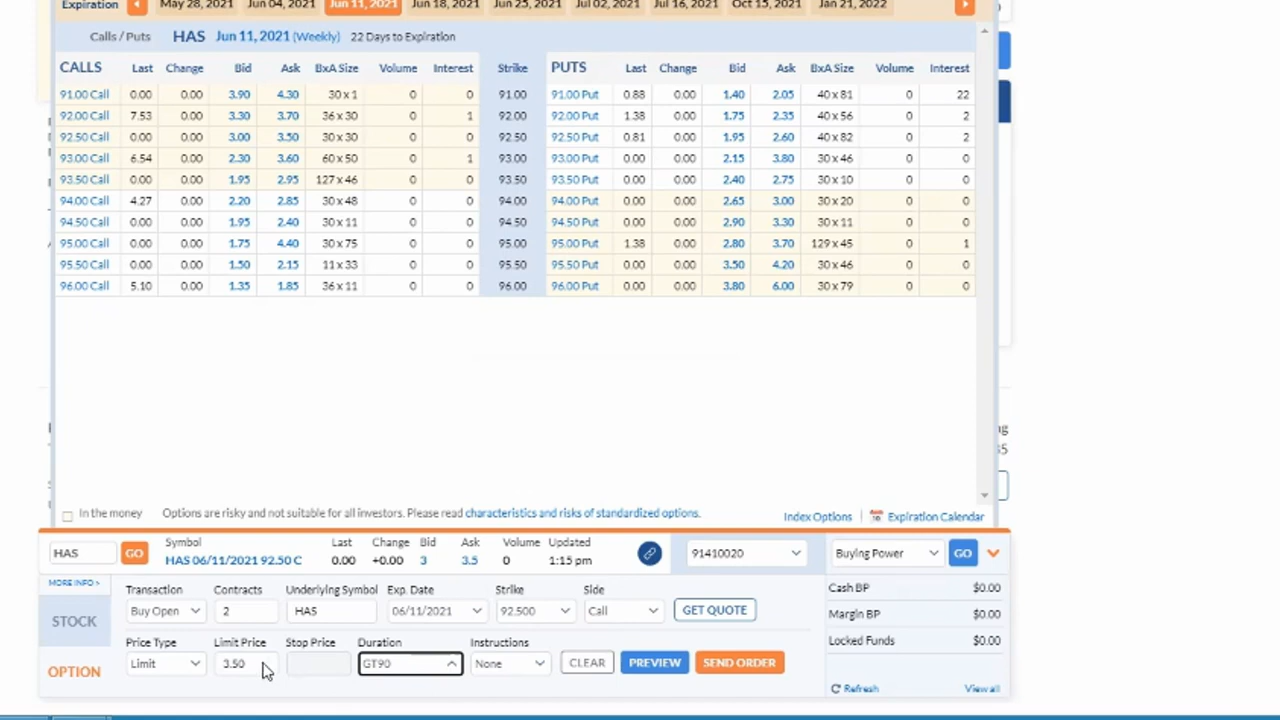 Expiration May 28, 2021 Jun 04, 2021 Jun 11, 2021 Jun 18, 2021 Jun 25, 2021 Jul 02, 2021 Jul 16, 2021 Oct 15, 2021 Jan 21, 2022
Calls / Puts HAS Jun 11, 2021 (Weekly) 22 Days to Expiration
CALLS Last Change Bid Ask BxA Size Volume Interest Strike PUTS Last Change Bid Ask BxA Size Volume Interest
91.00 Call 0.00 0.00 3.90 4.30 30 x 1 0 0 91.00 91.00 Put 0.88 0.00 1.40 2.05 40 x 81 0 22
92.00 Call 7.53 0.00 3.30 3.70 36 x 30 0 1 92.00 92.00 Put 1.38 0.00 1.75 2.35 40 x 56 0 2
92.50 Call 0.00 0.00 3.00 3.50 30 x 30 0 0 92.50 92.50 Put 0.81 0.00 1.95 2.60 40 x 82 0 2
93.00 Call 6.54 0.00 2.30 3.60 60 x 50 0 1 93.00 93.00 Put 0.00 0.00 2.15 3.80 30 x 46 0 0
93.50 Call 0.00 0.00 1.95 2.95 127 x 46 0 0 93.50 93.50 Put 0.00 0.00 2.40 2.75 30 x 10 0 0
94.00 Call 4.27 0.00 2.20 2.85 30 x 48 0 0 94.00 94.00 Put 0.00 0.00 2.65 3.00 30 x 20 0 0
94.50 Call 0.00 0.00 1.95 2.40 30 x 11 0 0 94.50 94.50 Put 0.00 0.00 2.90 3.30 30 x 11 0 0
95.00 Call 0.00 0.00 1.75 4.40 30 x 75 0 0 95.00 95.00 Put 1.38 0.00 2.80 3.70 129 x 45 0 1
95.50 Call 0.00 0.00 1.50 2.15 11 x 33 0 0 95.50 95.50 Put 0.00 0.00 3.50 4.20 30 x 46 0 0
96.00 Call 5.10 0.00 1.35 1.85 36 x 11 0 0 96.00 96.00 Put 0.00 0.00 3.80 6.00 30 x 79 0 0
In the money Options are risky and not suitable for all investors. Please read characteristics and risks of standardized options. Index Options Expiration Calendar
Symbol Last Change Bid Ask Volume Updated
HAS GO HAS 06/11/2021 92.50 C 0.00 +0.00 3 3.5 0 1:15 pm 91410020 Buying Power GO
MORE INFO >
Transaction Contracts Underlying Symbol Exp. Date Strike Side Cash BP $0.00
Buy Open 2 HAS 06/11/2021 92.500 Call GET QUOTE Margin BP $0.00
STOCK
Price Type Limit Price Stop Price Duration Instructions Locked Funds $0.00
Limit 3.50 GT90 None CLEAR PREVIEW SEND ORDER
OPTION
Refresh View all